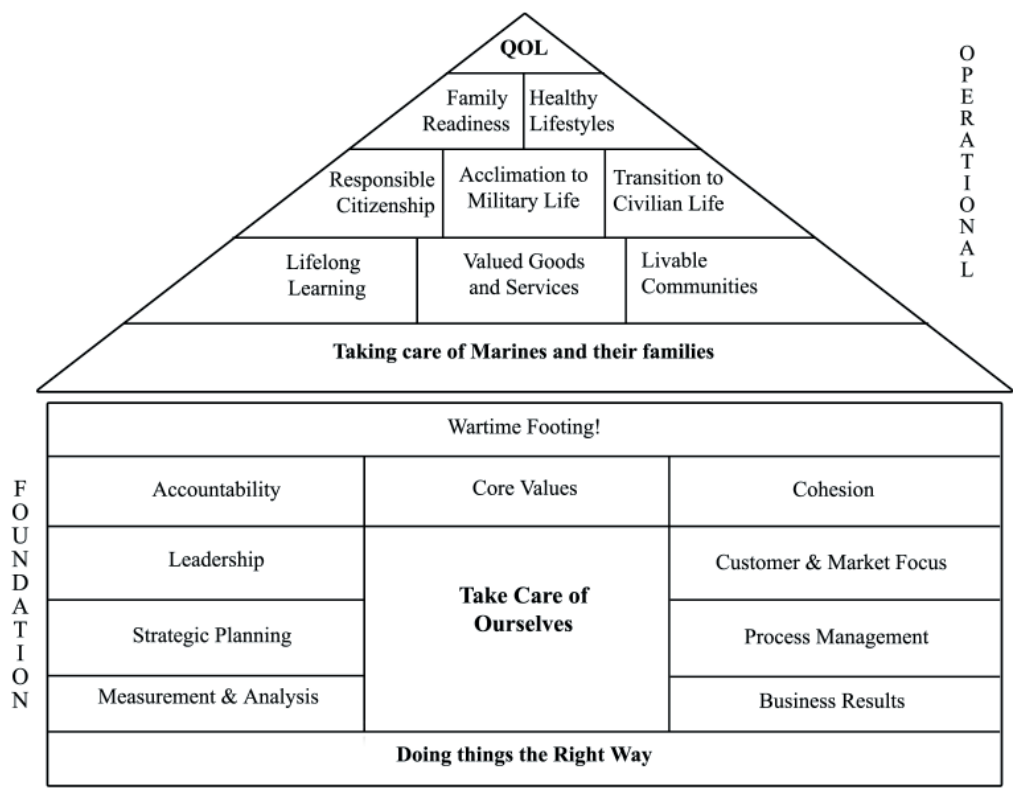 QOL
OPERATIONAL
Family
Readiness
Healthy
Lifestyles
Responsible
Citizenship
Acclimation to
Military Life
Transition to
Civilian Life
Lifelong
Learning
Valued Goods
and Services
Livable
Communities
Taking care of Marines and their families
Wartime Footing!
FOUNDATION
Accountability
Core Values
Cohesion
Leadership
Take Care of
Ourselves
Customer & Market Focus
Strategic Planning
Process Management
Measurement & Analysis
Business Results
Doing things the Right Way